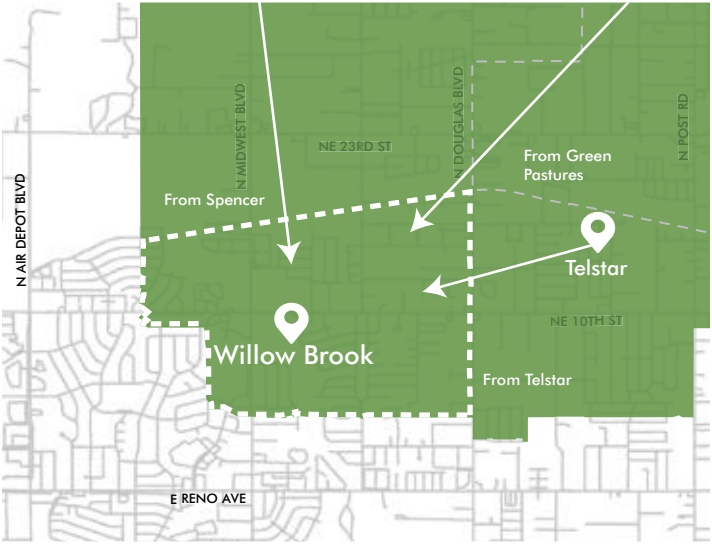 N MIDWEST BLVD
N DOUGLAS BLVD
N POST RD
NE 23RD ST
From Green
Pastures
From Spencer
N AIR DEPOT BLVD
Telstar
NE 10TH ST
Willow Brook
From Telstar
E RENO AVE